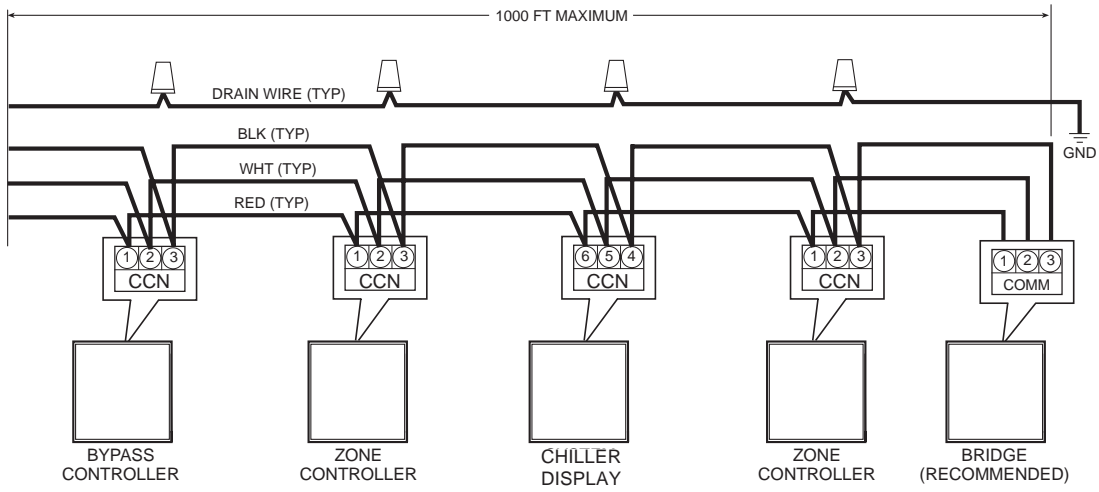 1000 FT MAXIMUM
DRAIN WIRE (TYP)
BLK (TYP)
GND
WHT (TYP)
RED (TYP)
1 2 3
CCN
1 2 3
CCN
6 5 4
CCN
1 2 3
CCN
1 2 3
COMM
BYPASS
CONTROLLER
ZONE
CONTROLLER
CHILLER
DISPLAY
ZONE
CONTROLLER
BRIDGE
(RECOMMENDED)